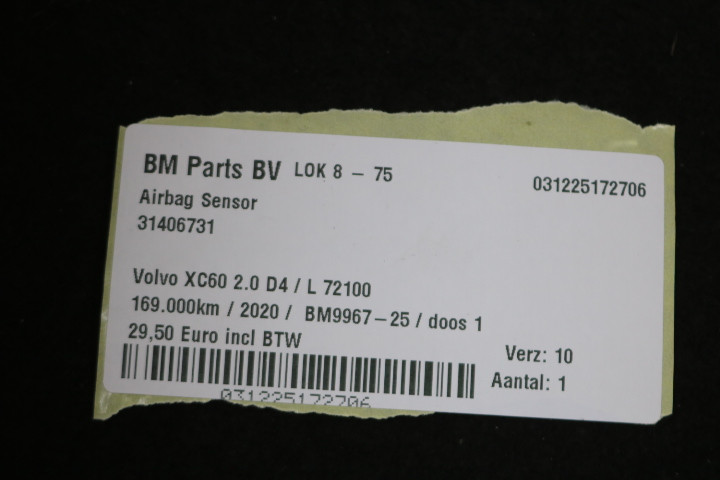 BM Parts BV LOK 8 – 75
031225172706
Airbag Sensor
31406731
Volvo XC60 2.0 D4 / L 72100
169.000km / 2020 / BM9967–25 / doos 1
29,50 Euro incl BTW
Verz: 10
Aantal: 1
031225172706